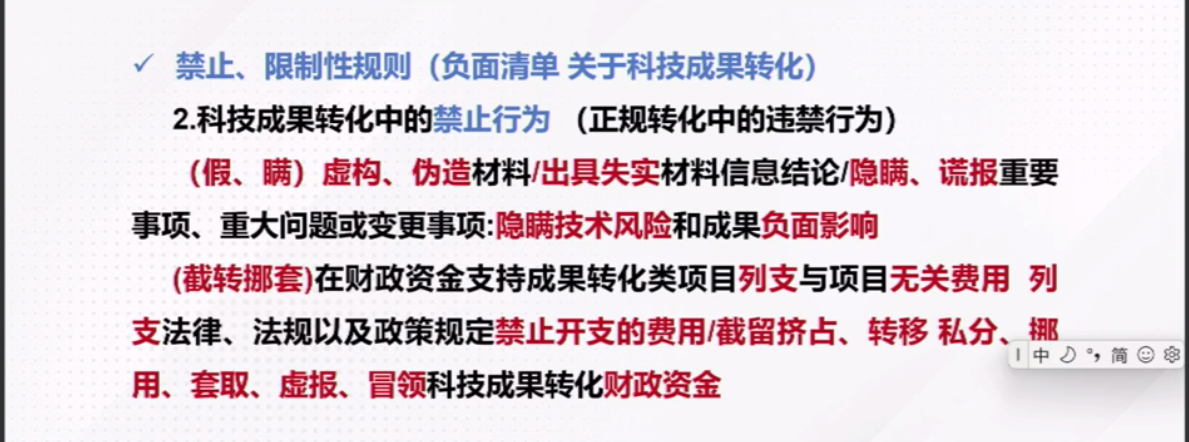 ✓ 禁止、限制性规则（负面清单 关于科技成果转化）
2.科技成果转化中的禁止行为 （正规转化中的违禁行为）
（假、瞒）虚构、伪造材料/出具失实材料信息结论/隐瞒、谎报重要
事项、重大问题或变更事项:隐瞒技术风险和成果负面影响
(截转挪套)在财政资金支持成果转化类项目列支与项目无关费用 列
支法律、法规以及政策规定禁止开支的费用/截留挤占、转移 私分、挪
用、套取、虚报、冒领科技成果转化财政资金
中 简